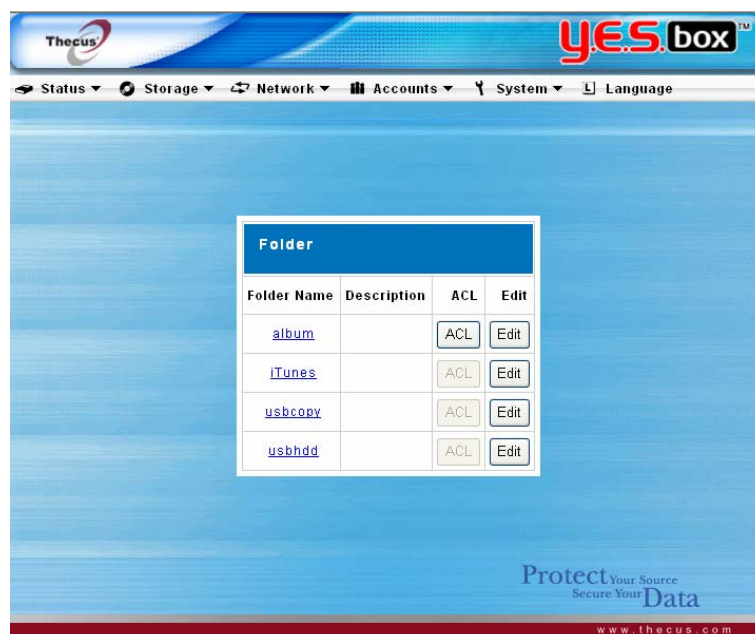 Thecus
Y.E.S.box™
Status Storage Network Accounts System Language
Folder
Folder Name Description ACL Edit
album ACL Edit
iTunes ACL Edit
usbcopy ACL Edit
usbhdd ACL Edit
Protect Your Source
Secure Your Data
www.thecus.com